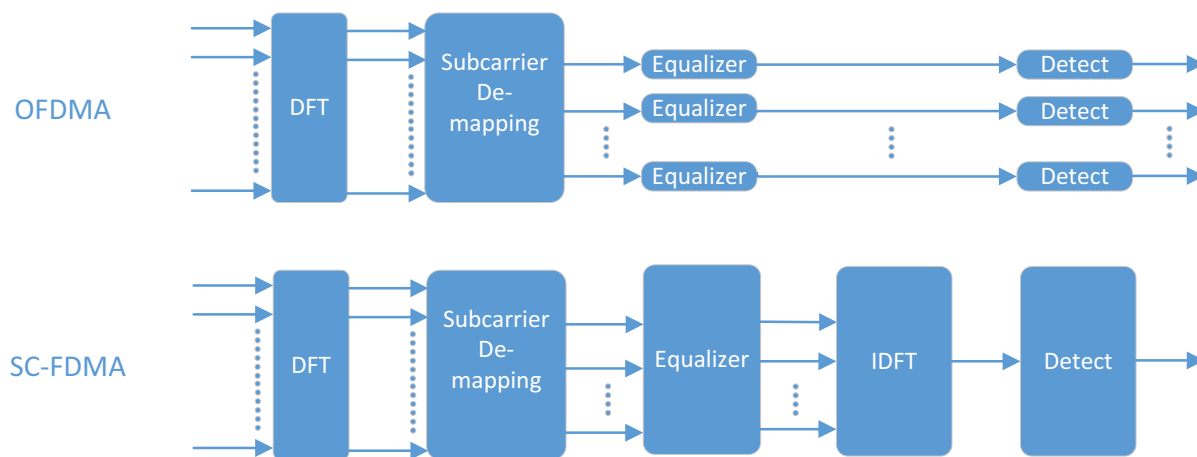 OFDMA
DFT
Subcarrier
De-
mapping
Equalizer
Detect
Equalizer
Detect
Equalizer
Detect
SC-FDMA
DFT
Subcarrier
De-
mapping
Equalizer
IDFT
Detect